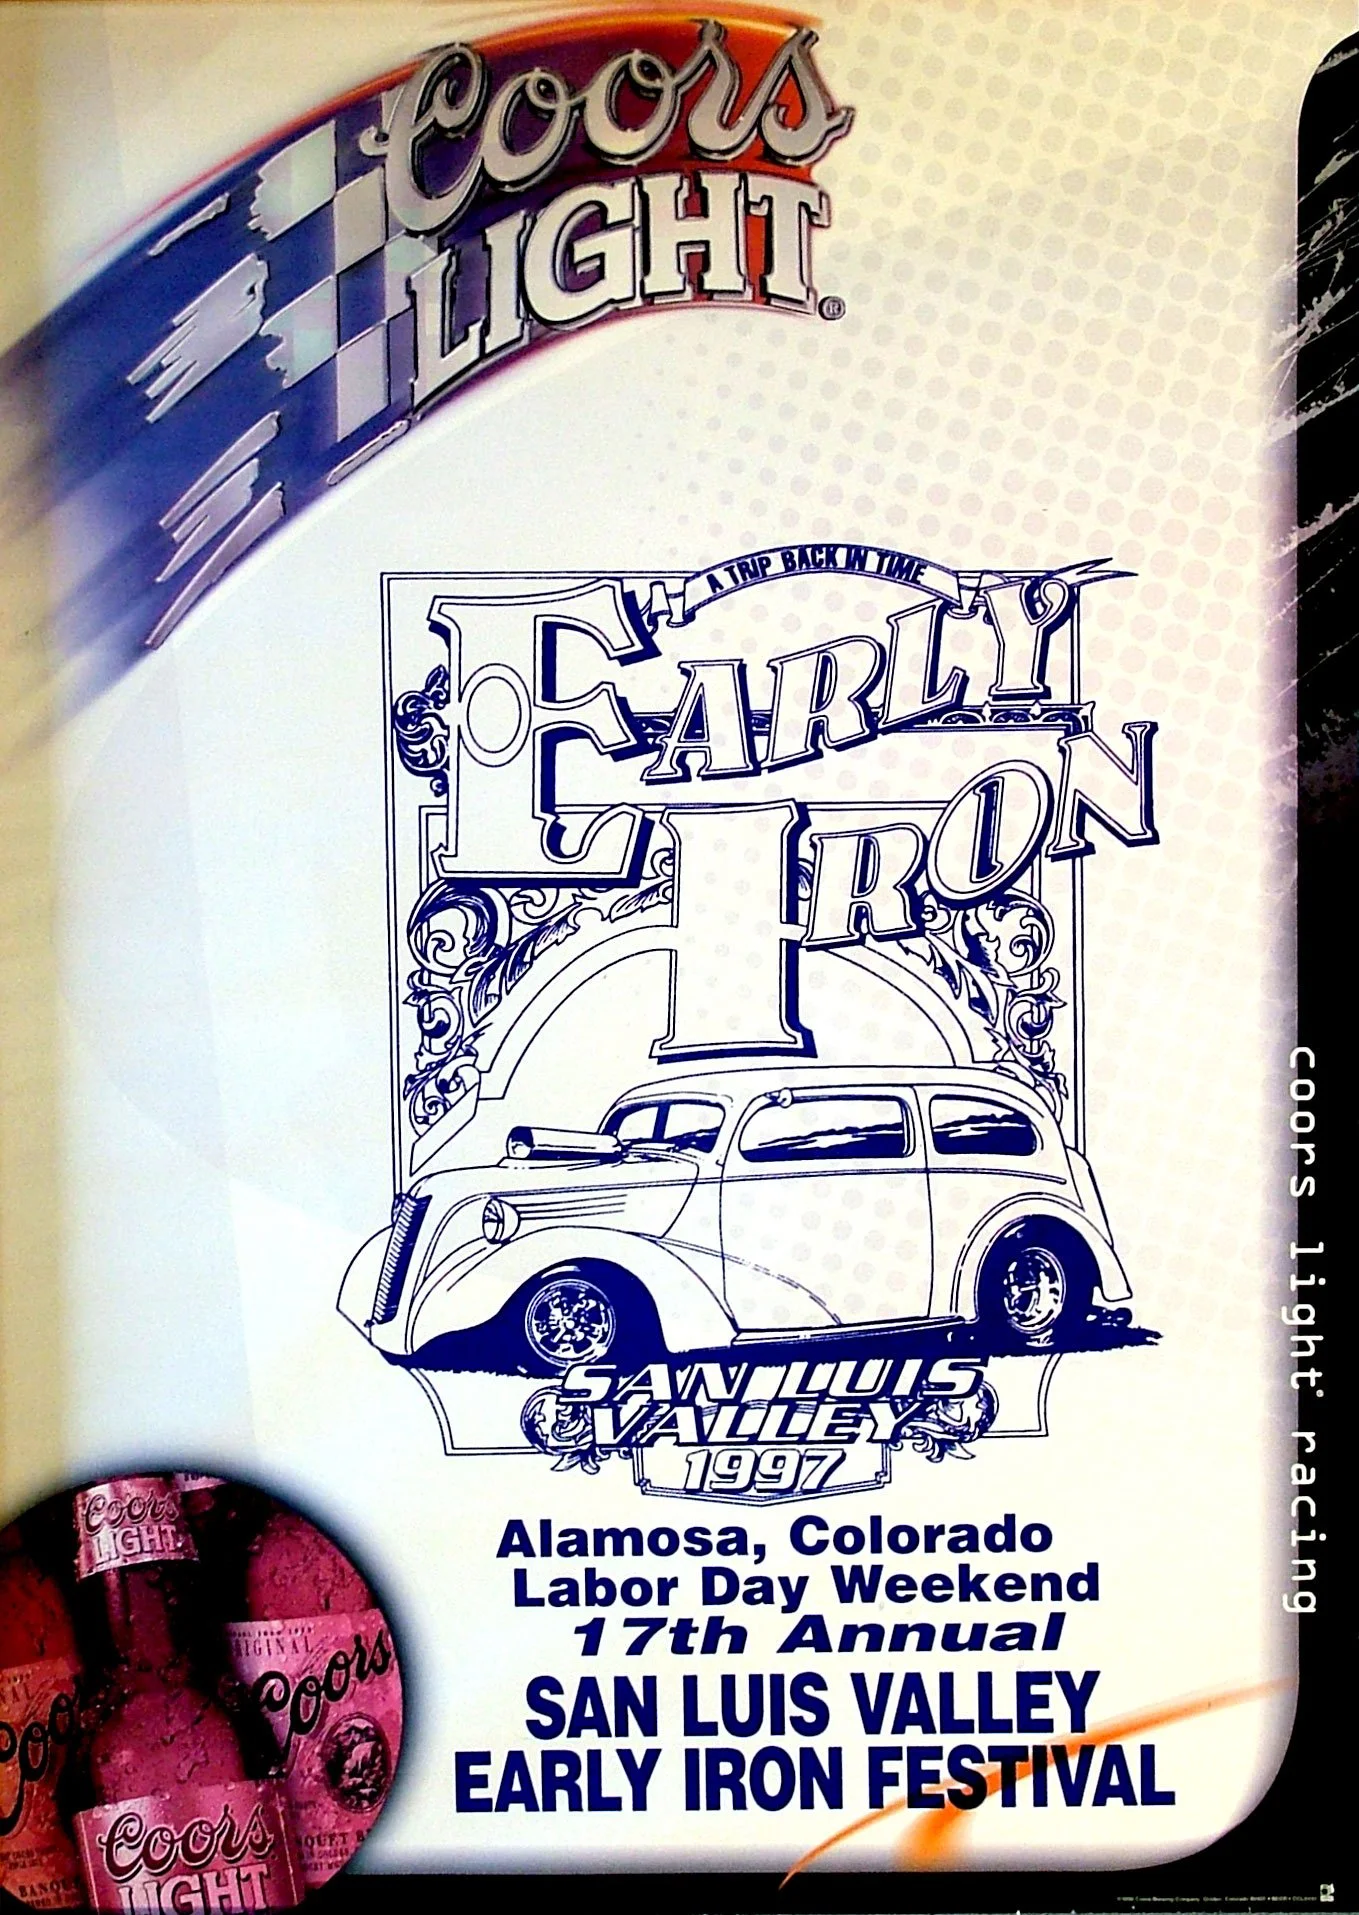 Coors
LIGHT®
A TRIP BACK IN TIME
EARLY
IRON
SAN LUIS
VALLEY
1997
Alamosa, Colorado
Labor Day Weekend
17th Annual
SAN LUIS VALLEY
EARLY IRON FESTIVAL
coors light racing
Coors
LIGHT
ORIGINAL
Coors
Coors
LIGHT